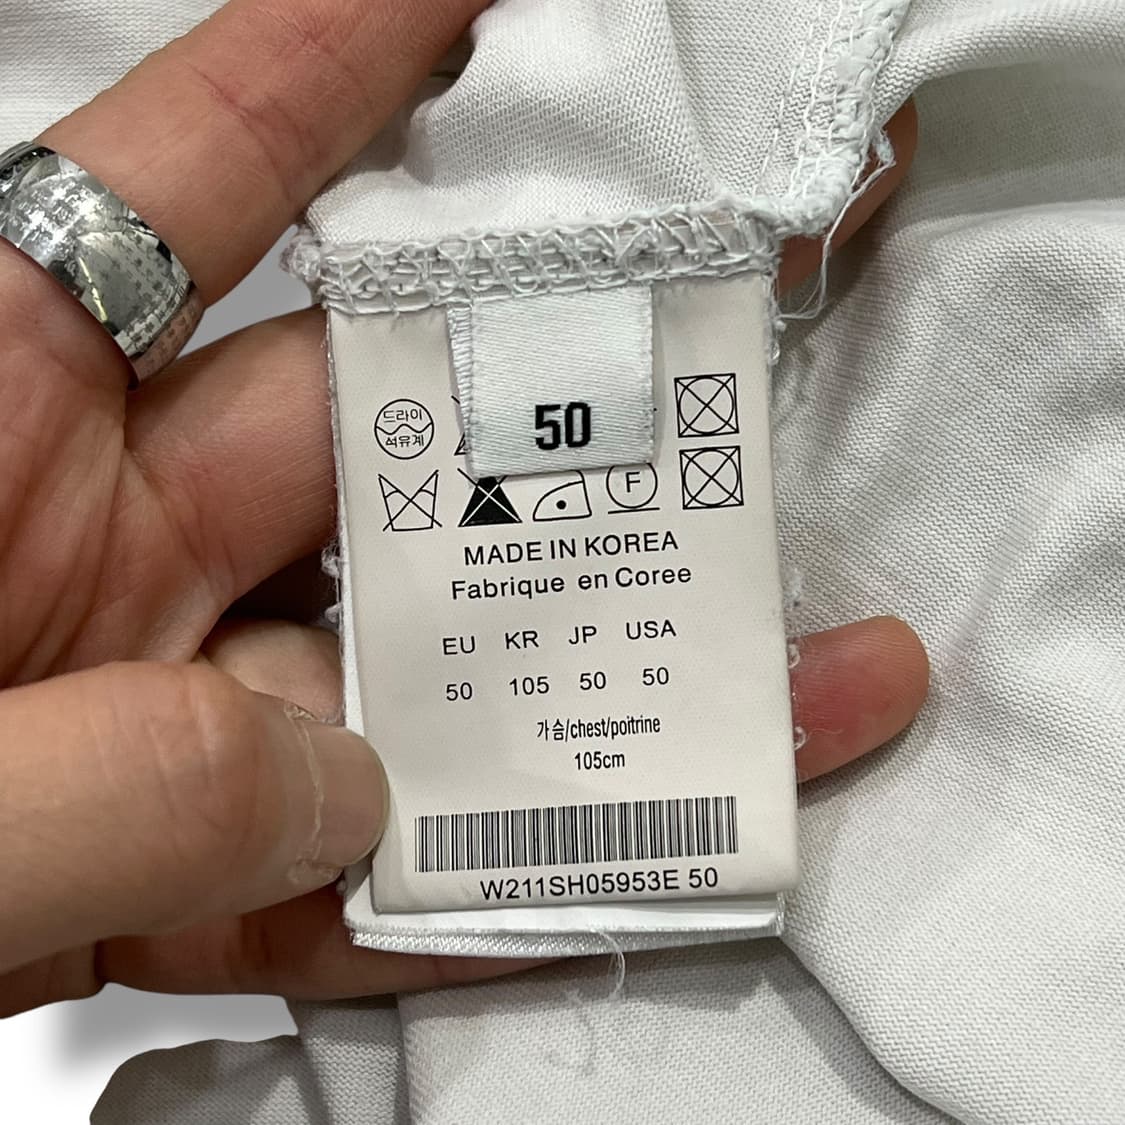 50
드라이
석유계
F
MADE IN KOREA
Fabrique en Coree
EU KR JP USA
50 105 50 50
가슴/chest/poitrine
105cm
W211SH05953E 50